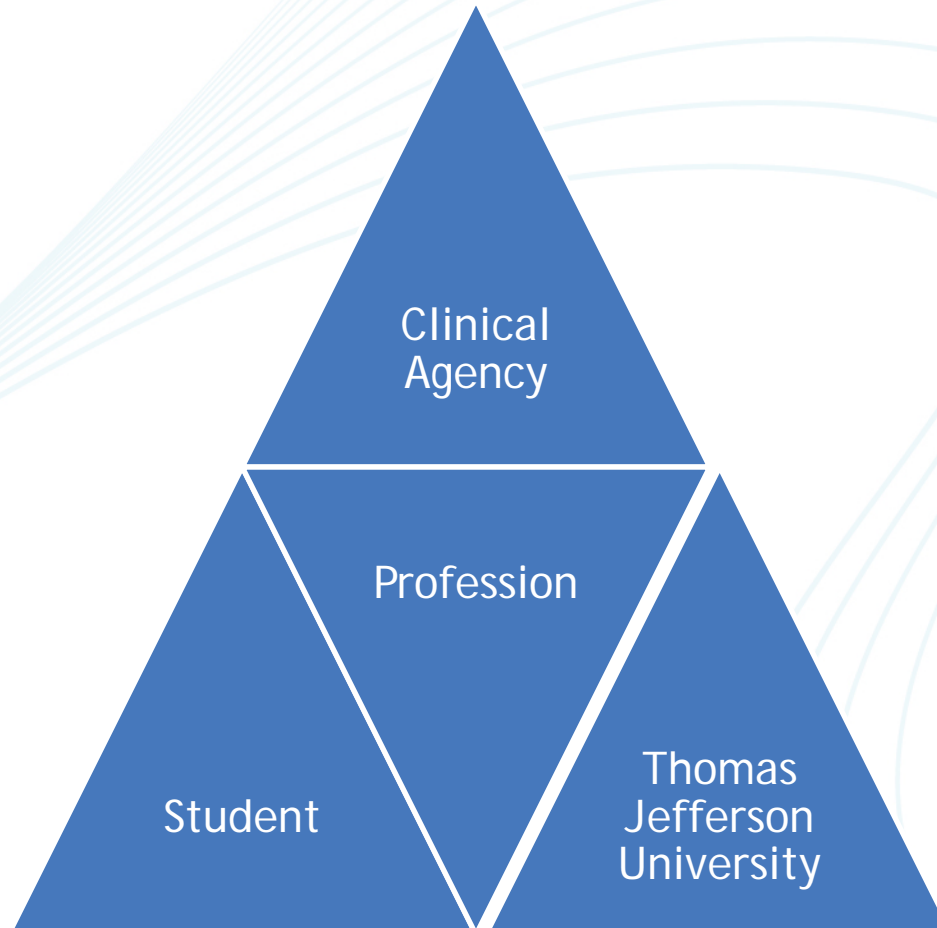 Clinical
Agency
Profession
Student
Thomas
Jefferson
University